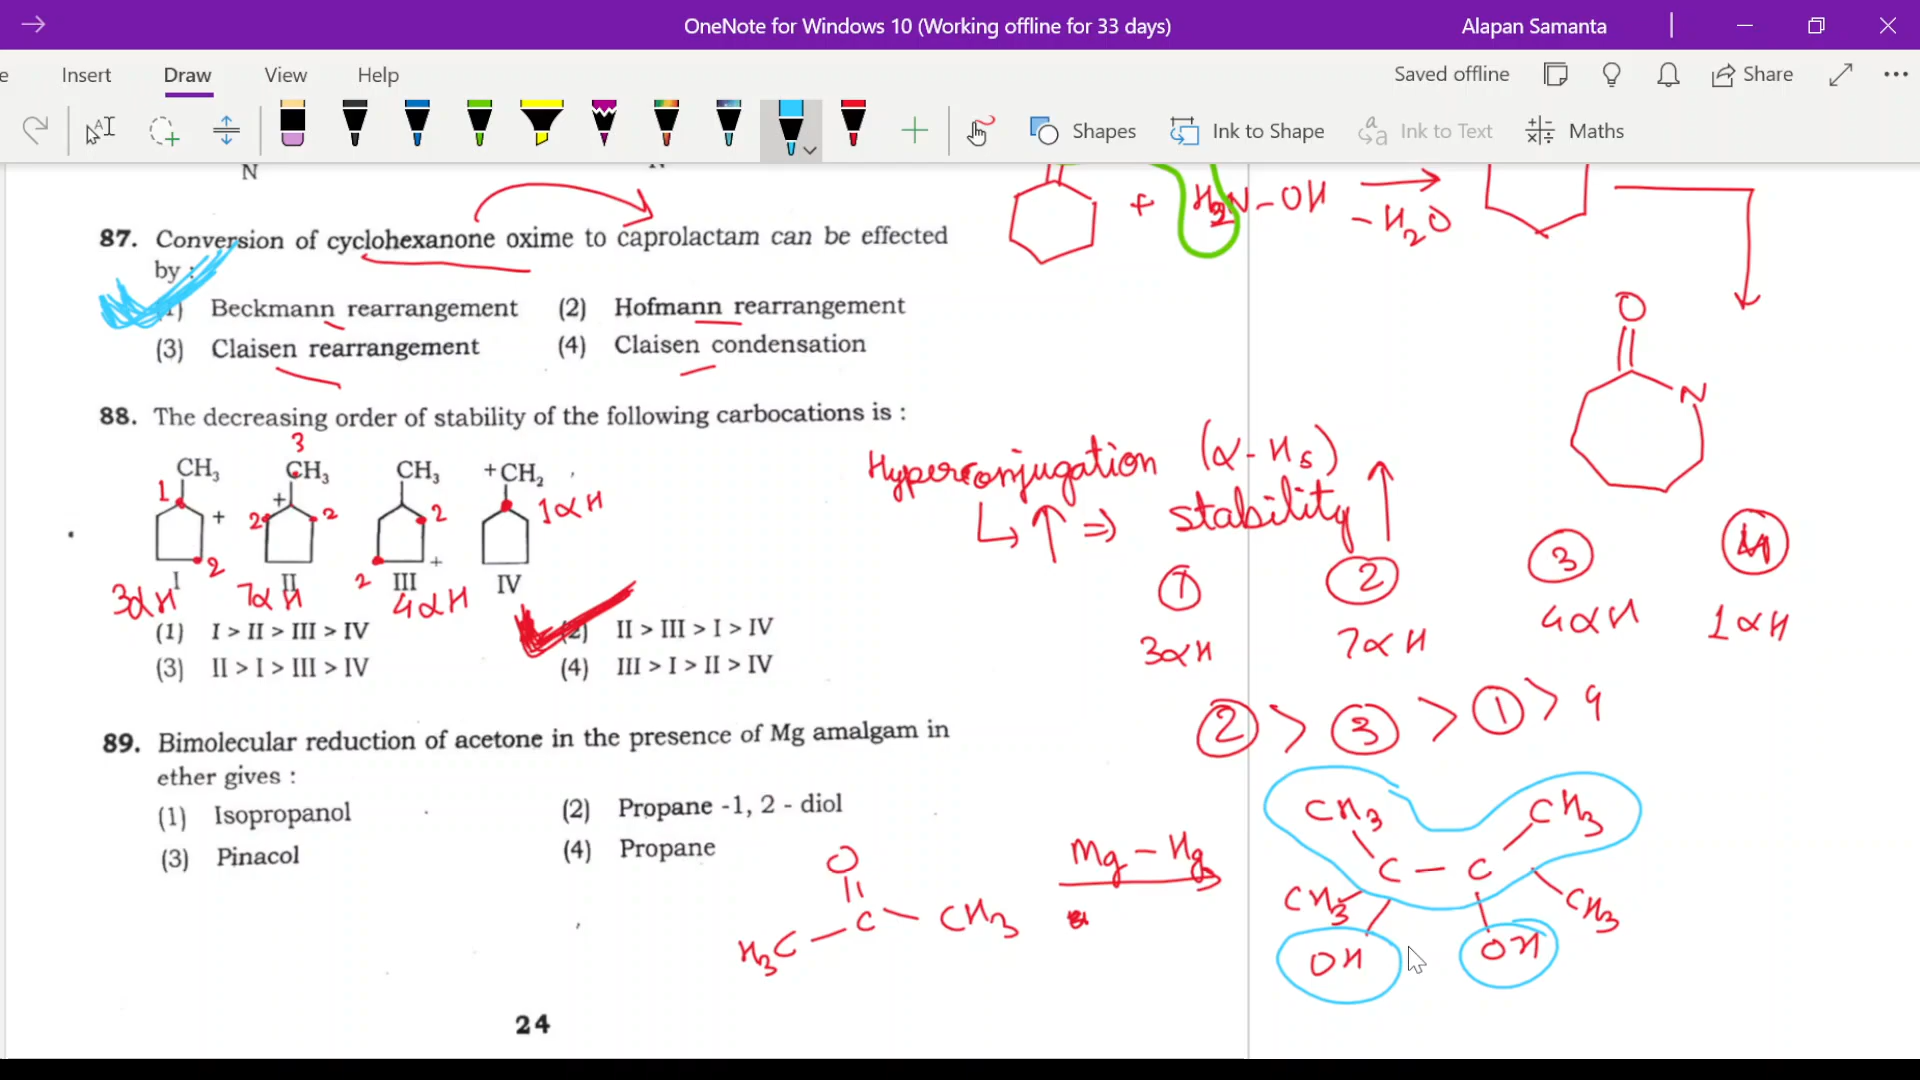 OneNote for Windows 10 (Working offline for 33 days)
Alapan Samanta
e Insert Draw View Help
Saved offline Share
Shapes Ink to Shape Ink to Text Maths
N
N
+ H2N-OH
-H2O
87. Conversion of cyclohexanone oxime to caprolactam can be effected
by :
(1) Beckmann rearrangement (2) Hofmann rearrangement
(3) Claisen rearrangement (4) Claisen condensation
O
N
88. The decreasing order of stability of the following carbocations is :
3
CH3 CH3 CH3 +CH2
1 + 2 2 2 1αH
+
2 2 +
I II III IV
3αH 7αH 4αH
(1) I > II > III > IV (2) II > III > I > IV
(3) II > I > III > IV (4) III > I > II > IV
Hyperconjugation (α-Hs)
↳ ↑ ⇒ stability ↑
1 2 3 4
3αH 7αH 4αH 1αH
2 > 3 > 1 > 4
89. Bimolecular reduction of acetone in the presence of Mg amalgam in
ether gives :
(1) Isopropanol (2) Propane -1, 2 - diol
(3) Pinacol (4) Propane
O
H3C - C - CH3
Mg - Hg
CH3 CH3
C - C
CH3 CH3
OH OH
24